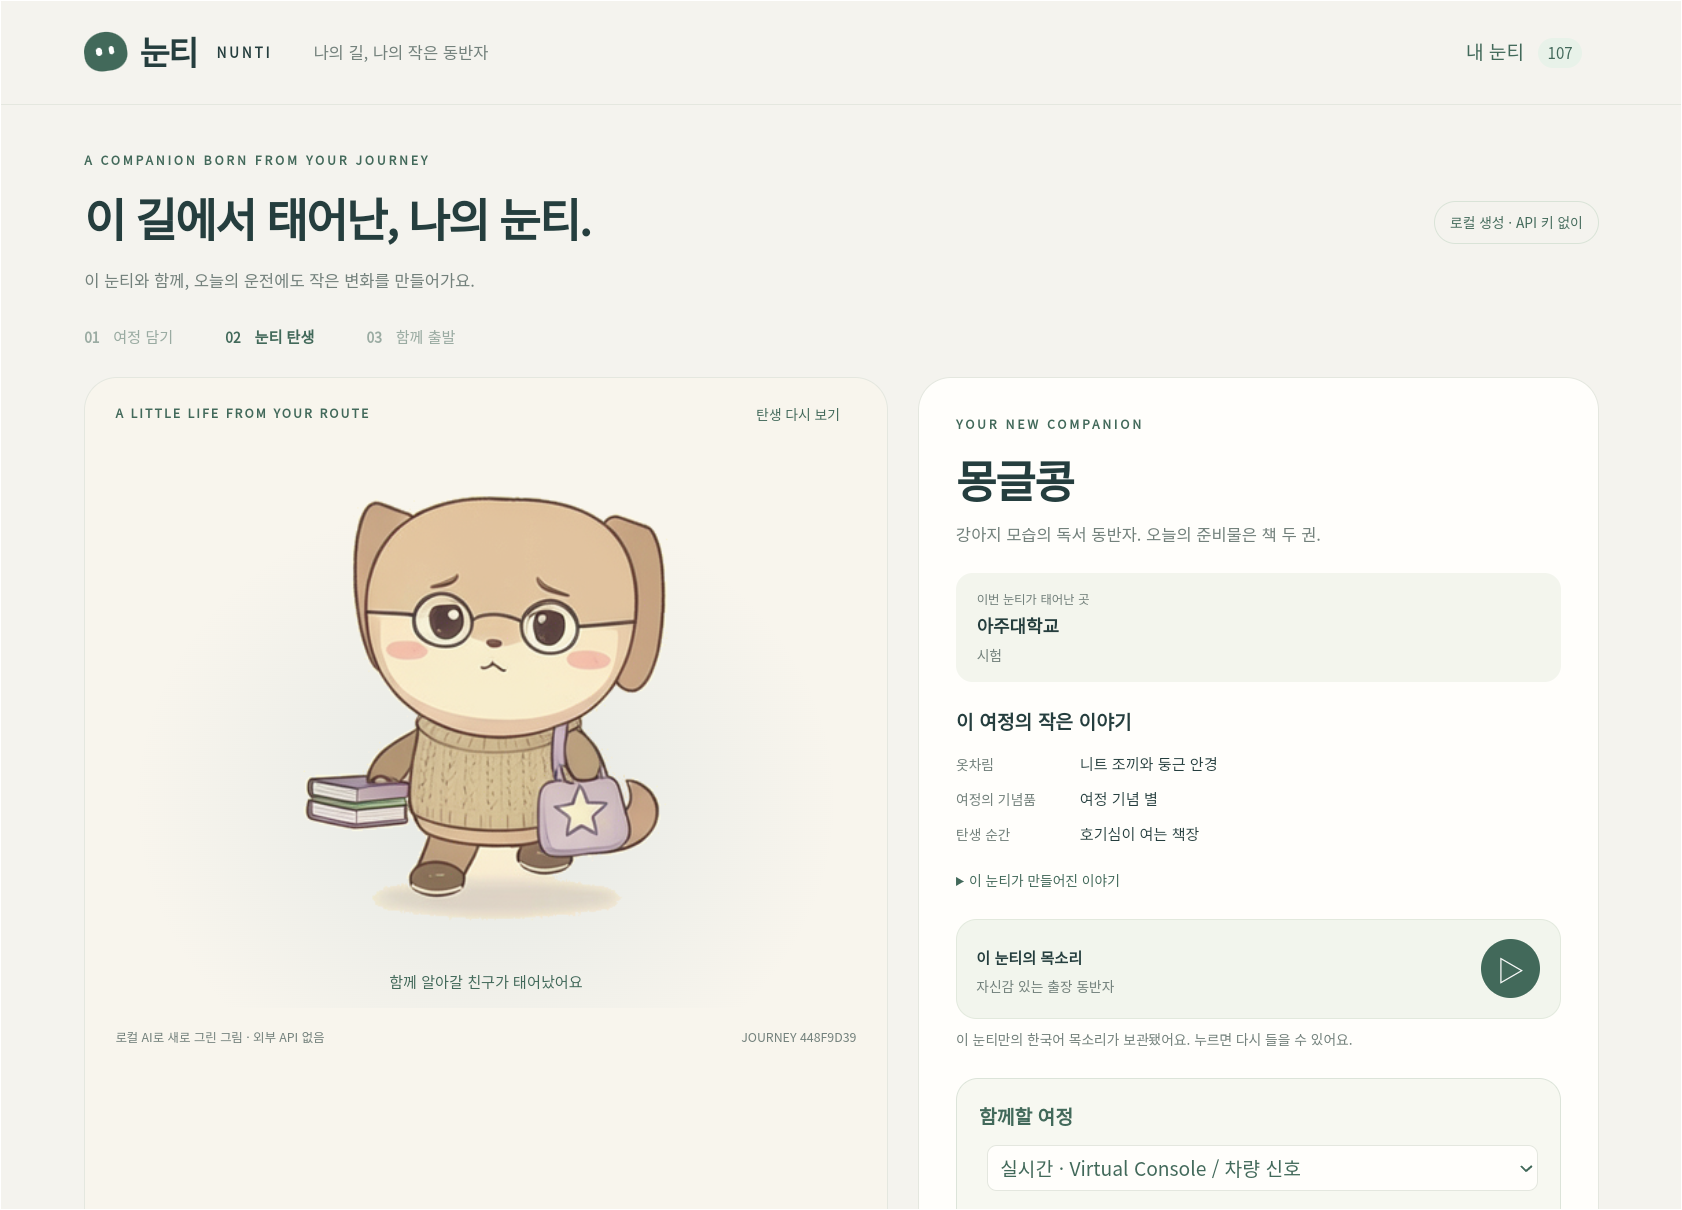 눈티 NUNTI 나의 길, 나의 작은 동반자 내 눈티 107
A COMPANION BORN FROM YOUR JOURNEY
이 길에서 태어난, 나의 눈티.
로컬 생성 · API 키 없이
이 눈티와 함께, 오늘의 운전에도 작은 변화를 만들어가요.
01 여정 담기 02 눈티 탄생 03 함께 출발
A LITTLE LIFE FROM YOUR ROUTE 탄생 다시 보기
함께 알아갈 친구가 태어났어요
로컬 AI로 새로 그린 그림 · 외부 API 없음 JOURNEY 448F9D39
YOUR NEW COMPANION
몽글콩
강아지 모습의 독서 동반자. 오늘의 준비물은 책 두 권.
이번 눈티가 태어난 곳
아주대학교
시험
이 여정의 작은 이야기
옷차림 니트 조끼와 둥근 안경
여정의 기념품 여정 기념 별
탄생 순간 호기심이 여는 책장
▶ 이 눈티가 만들어진 이야기
이 눈티의 목소리
자신감 있는 출장 동반자
이 눈티만의 한국어 목소리가 보관됐어요. 누르면 다시 들을 수 있어요.
함께할 여정
실시간 · Virtual Console / 차량 신호